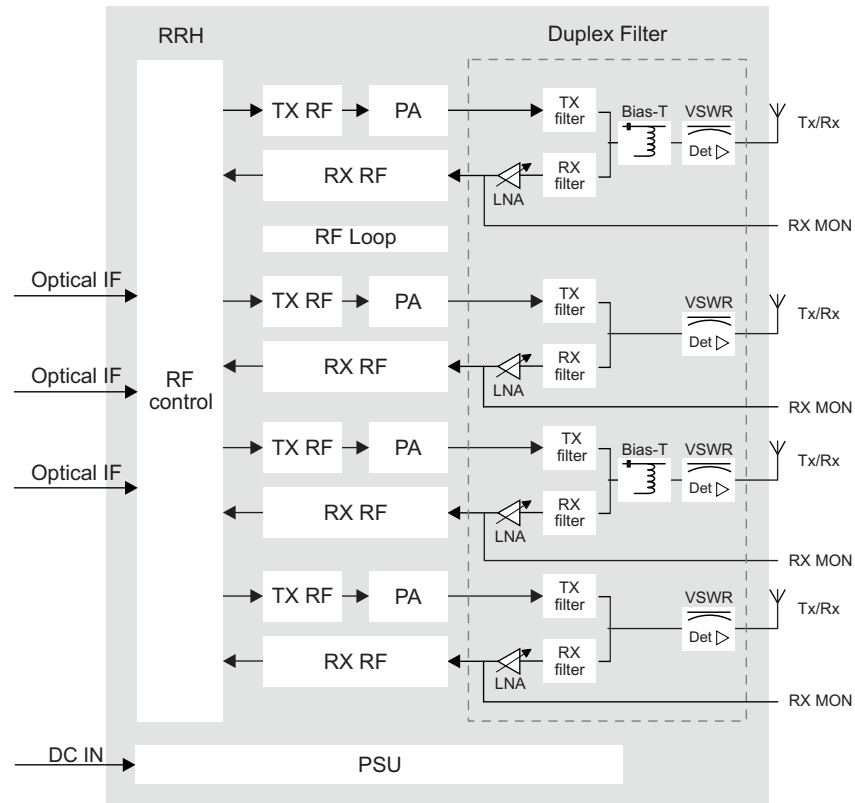 RRH
Duplex Filter
TX RF
PA
TX
filter
Bias-T
VSWR
Det
Tx/Rx
RX RF
LNA
RX
filter
RX MON
RF Loop
Optical IF
TX RF
PA
TX
filter
VSWR
Det
Tx/Rx
Optical IF
RF
control
RX RF
LNA
RX
filter
RX MON
Optical IF
TX RF
PA
TX
filter
Bias-T
VSWR
Det
Tx/Rx
RX RF
LNA
RX
filter
RX MON
TX RF
PA
TX
filter
VSWR
Det
Tx/Rx
RX RF
LNA
RX
filter
RX MON
DC IN
PSU